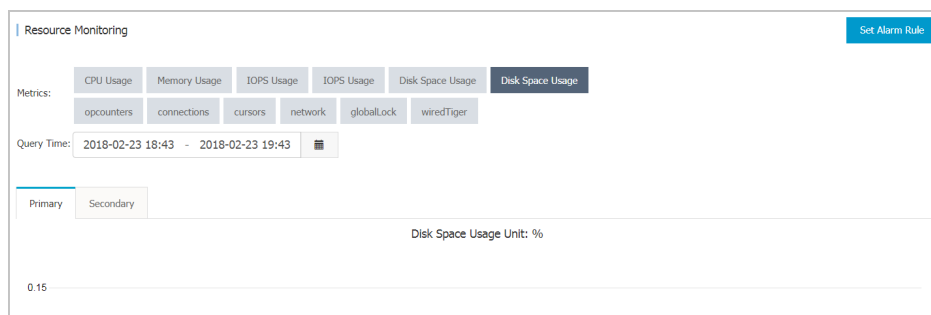 Resource Monitoring
Set Alarm Rule
Metrics:
CPU Usage Memory Usage IOPS Usage IOPS Usage Disk Space Usage Disk Space Usage
opcounters connections cursors network globalLock wiredTiger
Query Time: 2018-02-23 18:43 - 2018-02-23 19:43
Primary Secondary
Disk Space Usage Unit: %
0.15